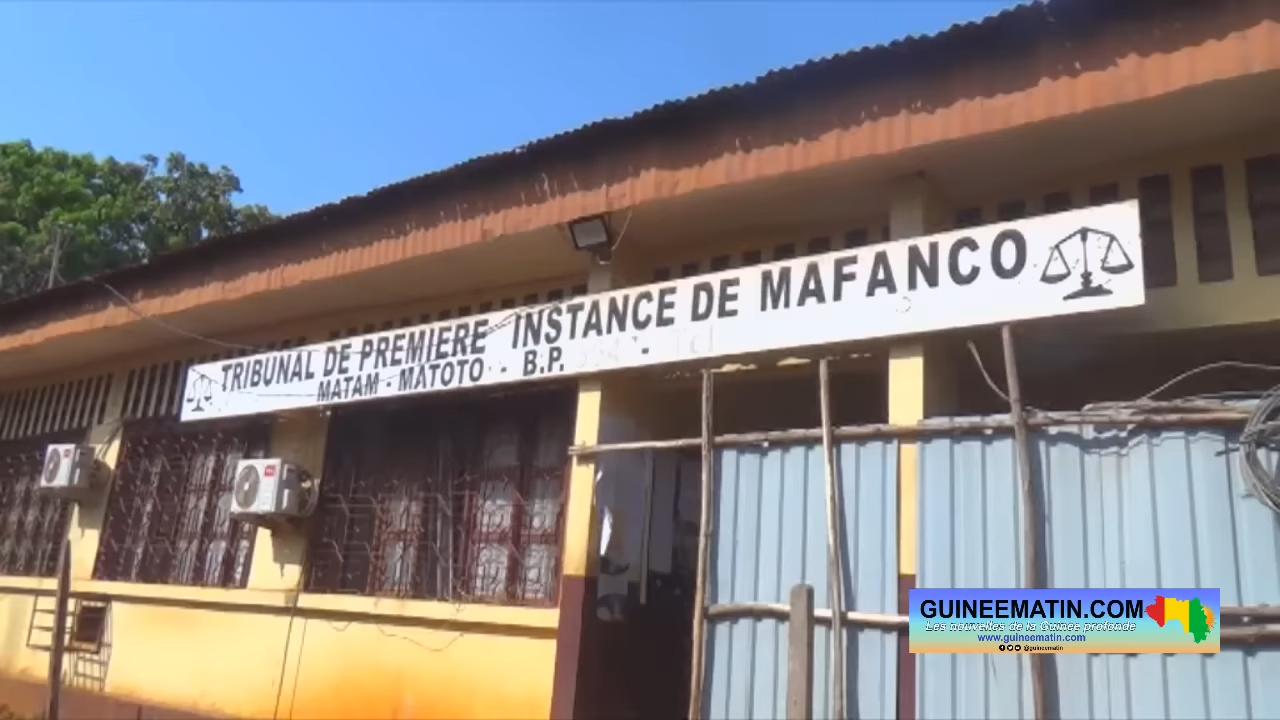 TRIBUNAL DE PREMIERE INSTANCE DE MAFANCO
MATAM - MATOTO - B.P.
GUINEEMATIN.COM
Les nouvelles de la Guinée profonde
www.guineematin.com
@guineematin